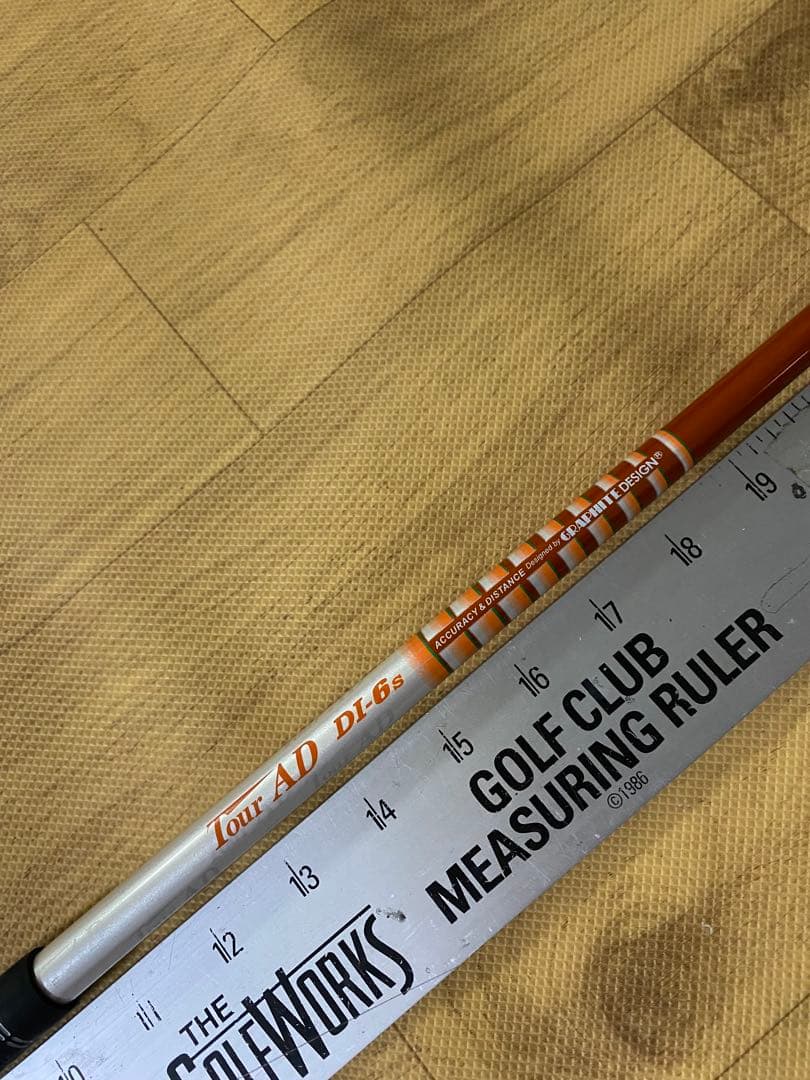 Tour AD DI-6s
ACCURACY & DISTANCE Designed by GRAPHITE DESIGN®
11 12 13 14 15 16 17 18 19
GOLF CLUB
MEASURING RULER
©1986
THE
GOLFWORKS